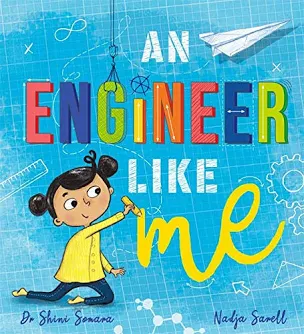 AN
ENGINEER
LIKE
me
Dr Shini Somara
Nadja Sarell